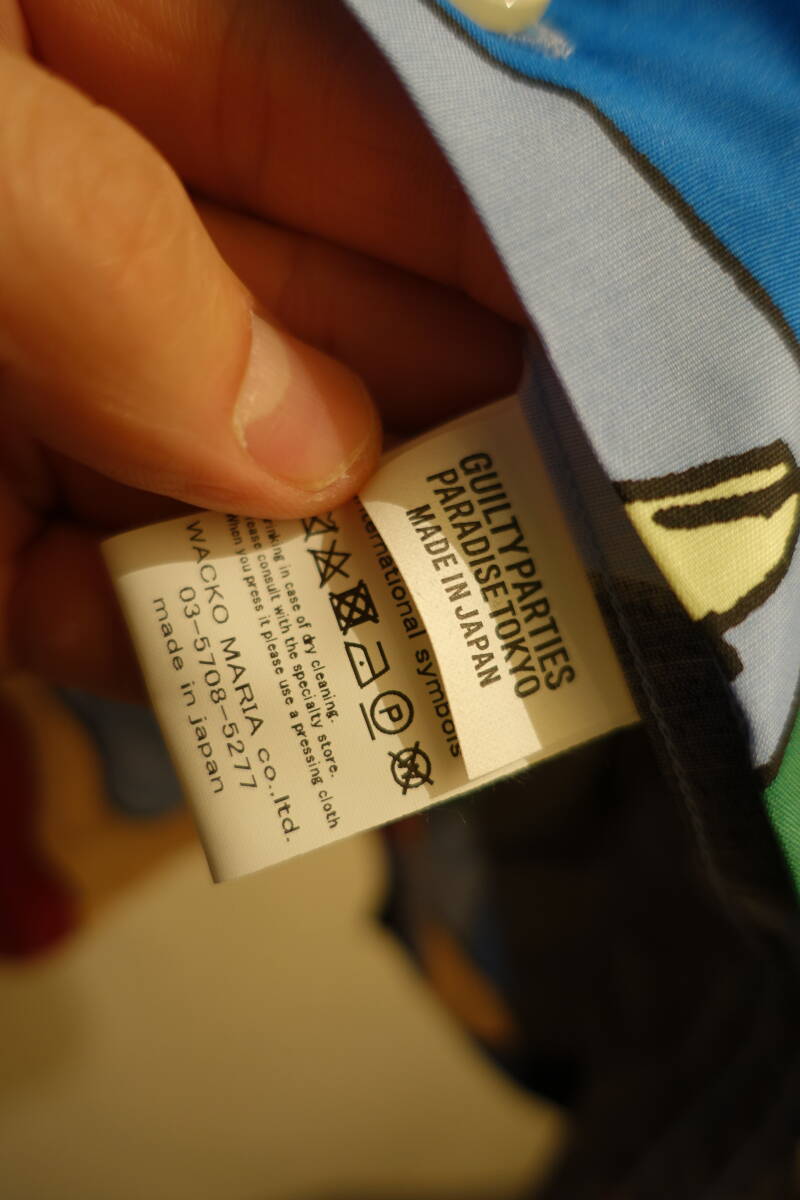 GUILTY PARTIES
PARADISE TOKYO
MADE IN JAPAN
international symbols
P
W
in case of dry cleaning.
consult with the specialty store.
When you press it please use a pressing cloth
WACKO MARIA co.,ltd.
03-5708-5277
made in japan